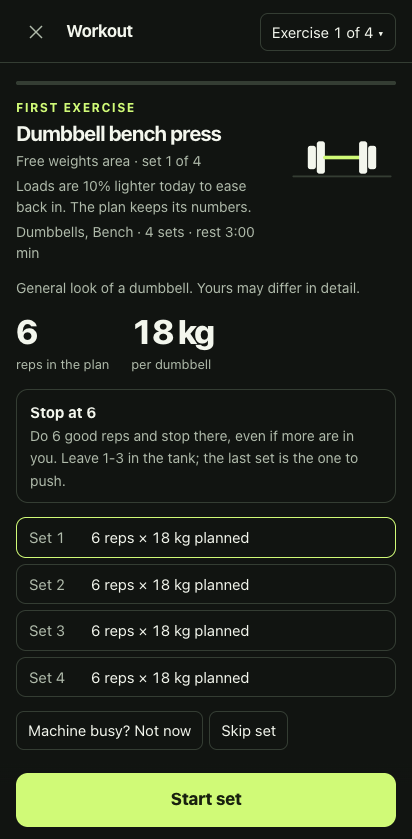 Workout
Exercise 1 of 4 ▾
FIRST EXERCISE
Dumbbell bench press
Free weights area · set 1 of 4
Loads are 10% lighter today to ease
back in. The plan keeps its numbers.
Dumbbells, Bench · 4 sets · rest 3:00
min
General look of a dumbbell. Yours may differ in detail.
6
reps in the plan
18 kg
per dumbbell
Stop at 6
Do 6 good reps and stop there, even if more are in
you. Leave 1-3 in the tank; the last set is the one to
push.
Set 1 6 reps × 18 kg planned
Set 2 6 reps × 18 kg planned
Set 3 6 reps × 18 kg planned
Set 4 6 reps × 18 kg planned
Machine busy? Not now
Skip set
Start set